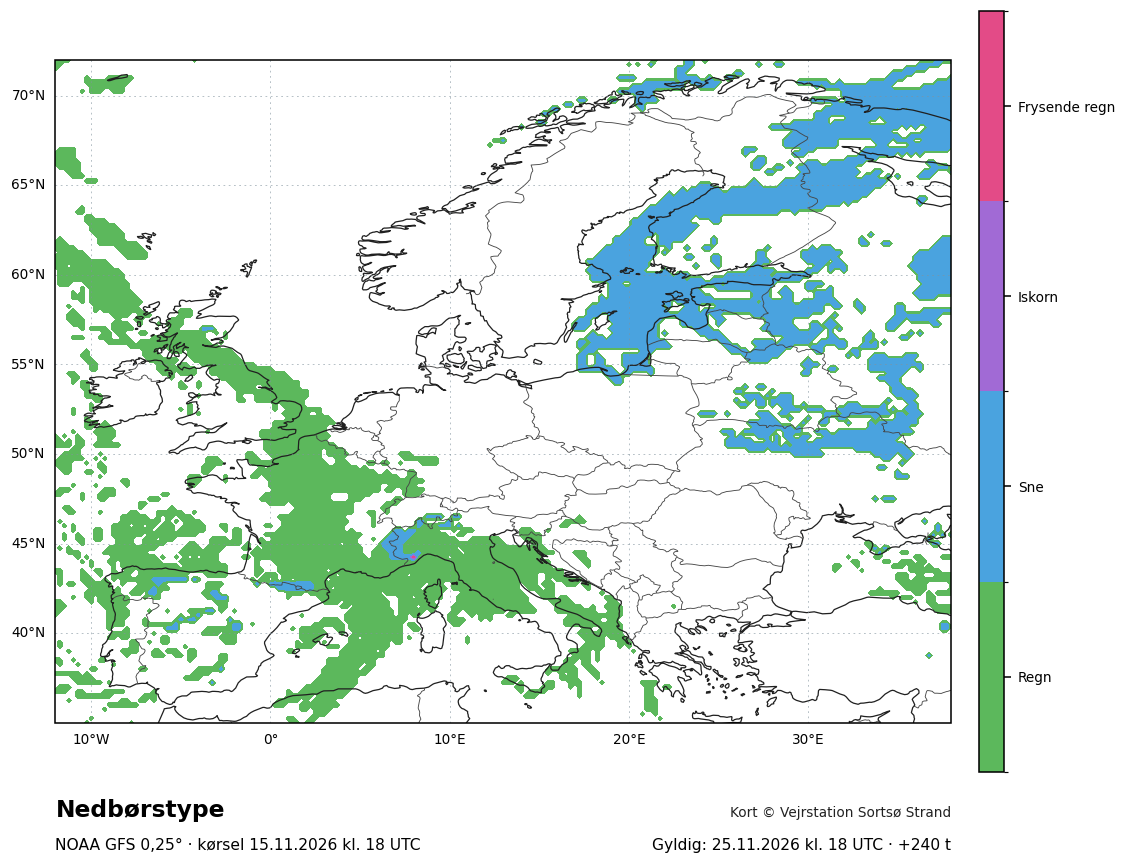 70°N
65°N
60°N
55°N
50°N
45°N
40°N
10°W
0°
10°E
20°E
30°E
Frysende regn
Iskorn
Sne
Regn
Nedbørstype
Kort © Vejrstation Sortsø Strand
NOAA GFS 0,25° · kørsel 15.11.2026 kl. 18 UTC
Gyldig: 25.11.2026 kl. 18 UTC · +240 t